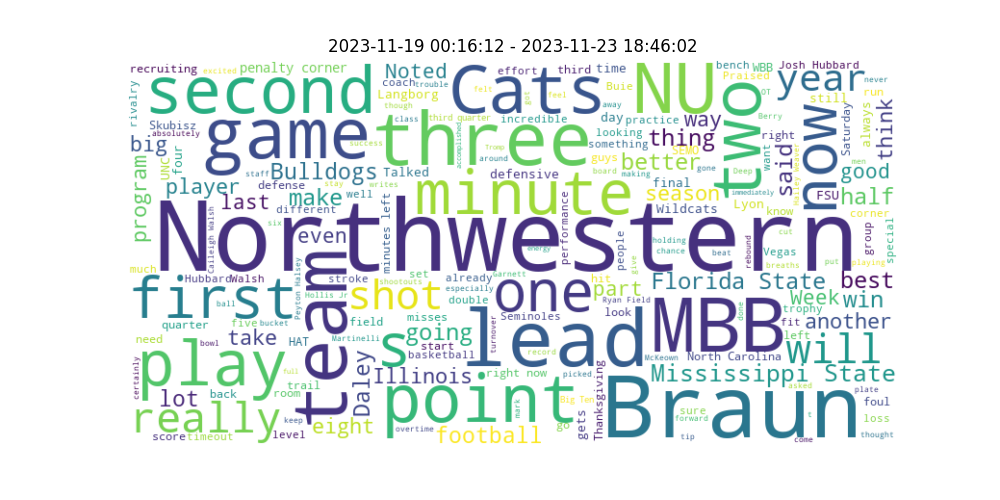 2023-11-19 00:16:12 - 2023-11-23 18:46:02
recruiting excited penalty corner Noted effort third time bench WBB Josh Hubbard
second coach trouble Cats got felt feel NU Praised OT year never
rivalry Langborg though Buie away two still run
Skubisz game class third quarter incredible day practice way Berry now Saturday always think
absolutely three accomplished looking something thing SEMO right
big UNC four success Trump around guys better want said men good
program staff Bulldogs Talked defensive board making gone Deep
player defense stay writes minute final season immediately FSU half
last make well Wildcats Lyon know corner
different Northwestern performance people cut group special
six even minutes left energy holding chance beat rebound Vegas breaths put playing
much Hubbard Walsh stroke set already give hit Florida State best
first Peyton Halsey team shot especially Garnett one part Week win
Hollis Jr shootouts double Ryan Field trophy
ball bucket field misses Seminoles look MBB done fit another
quarter five Martinelli going turnover lead left
need bowl take HAT s start basketball McKeown North Carolina will
play full Daley Illinois right now record picked Mississippi State
certainly lot back trail room point Big Ten Thanksgiving Braun asked plate
really keep eight mark go gets sure forward t foul
score timeout level overtime football tip come loss thought